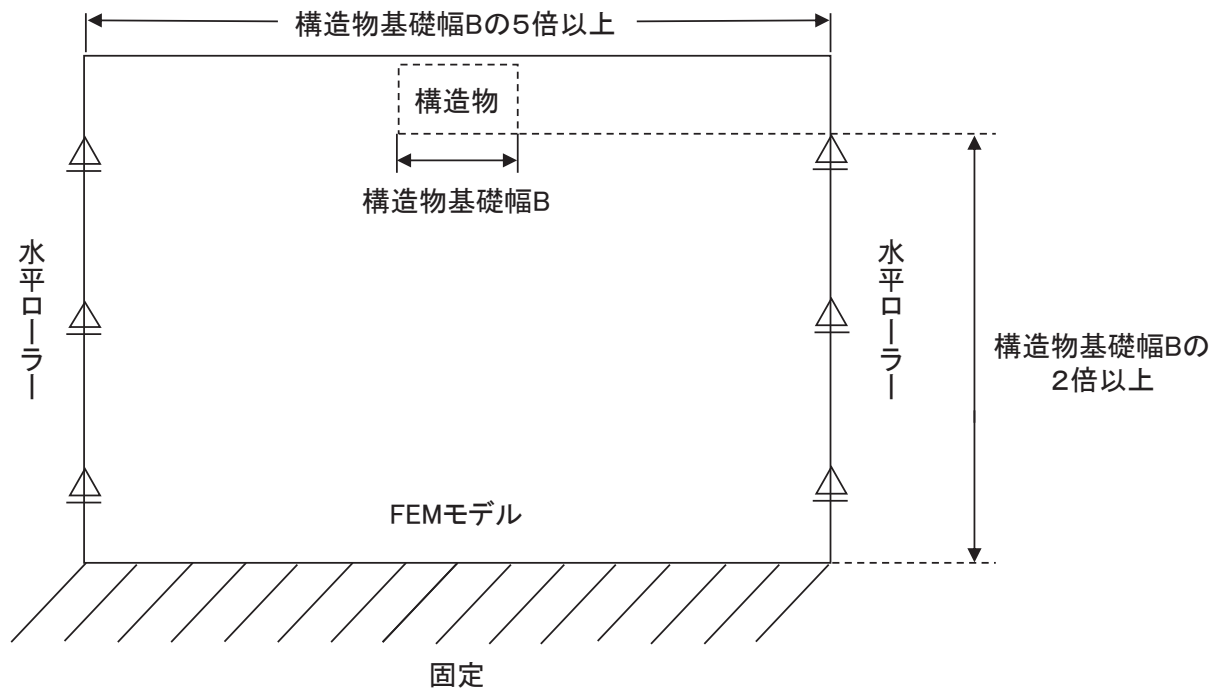 構造物基礎幅Bの5倍以上
構造物
構造物基礎幅B
水平ローラー
水平ローラー
構造物基礎幅Bの
2倍以上
FEMモデル
固定